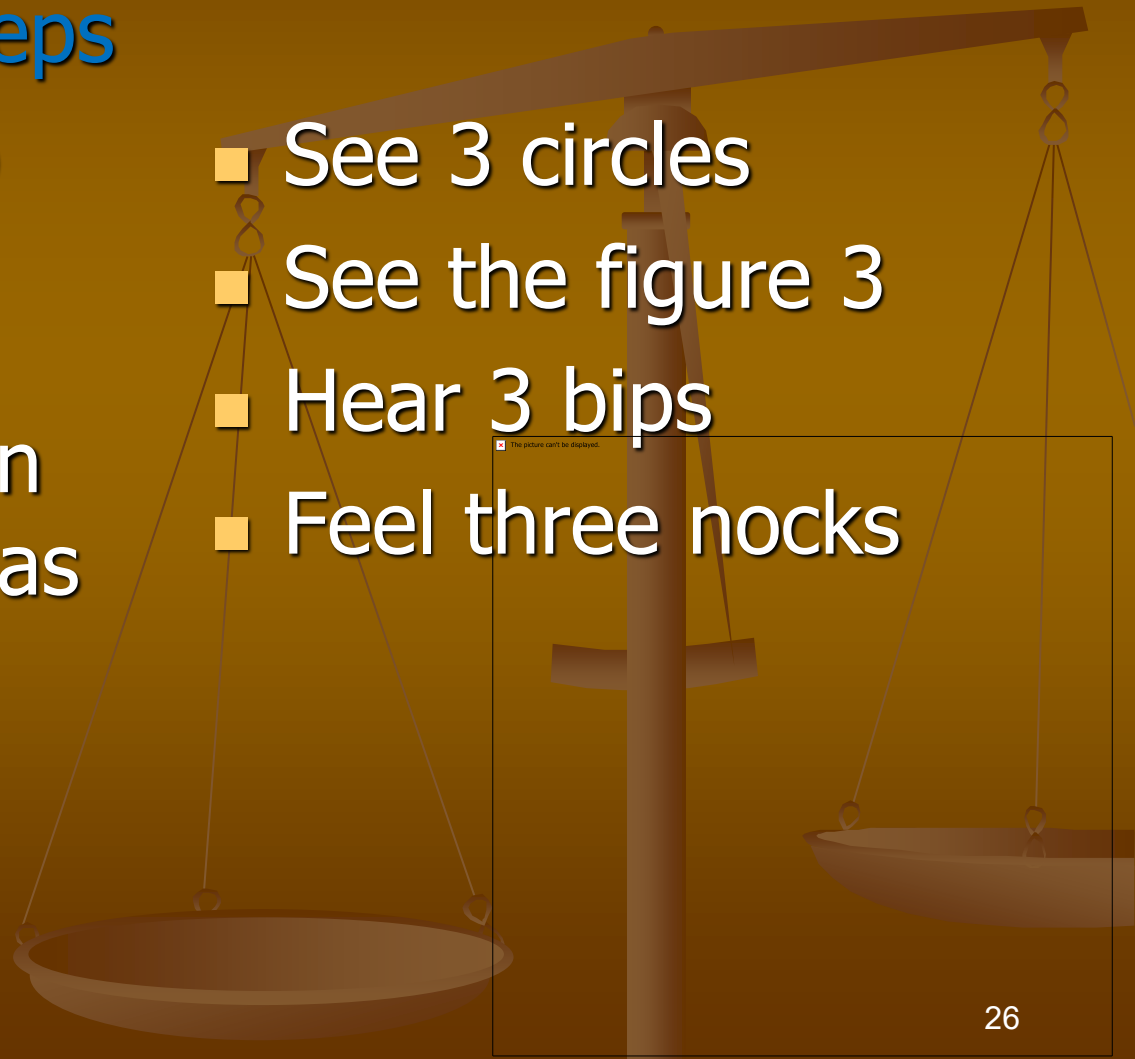 eps
See 3 circles
See the figure 3
Hear 3 bips
The picture can't be displayed.
n
Feel three nocks
as
26